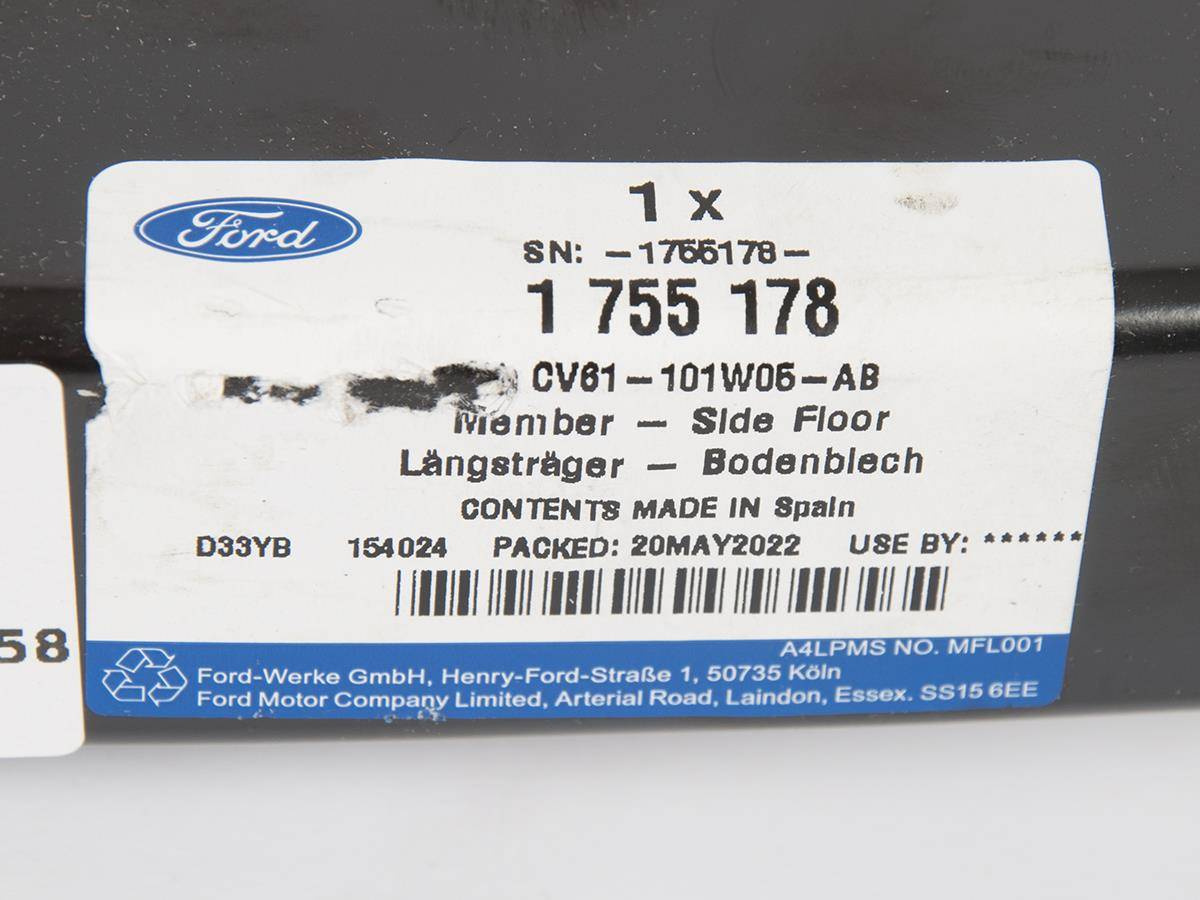 Ford
1 x
SN: -1755178-
1 755 178
CV61-101W05-AB
Member - Side Floor
Längsträger - Bodenblech
CONTENTS MADE IN Spain
D33YB 154024 PACKED: 20MAY2022 USE BY: ******
58
A4LPMS NO. MFL001
Ford-Werke GmbH, Henry-Ford-Straße 1, 50735 Köln
Ford Motor Company Limited, Arterial Road, Laindon, Essex. SS15 6EE